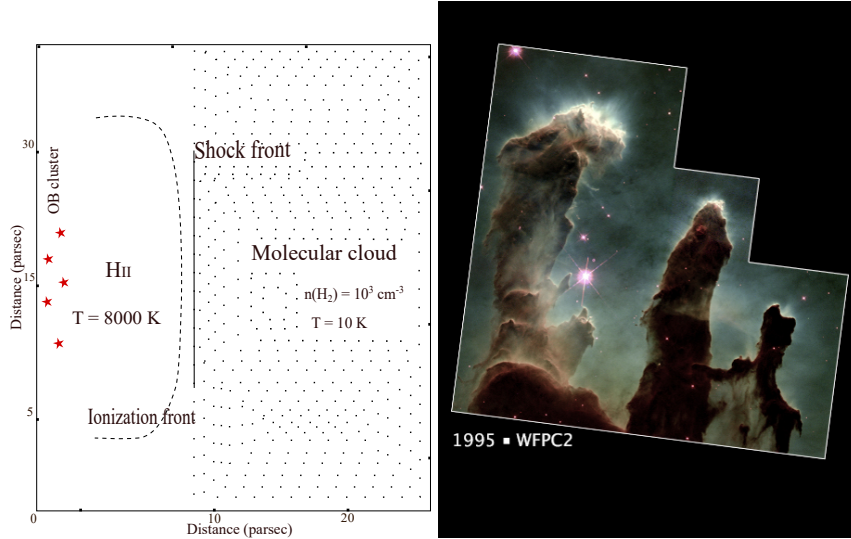 30
OB cluster
Shock front
Molecular cloud
HII
n(H₂) = 10³ cm⁻³
15
Distance (parsec)
T = 8000 K
T = 10 K
5
Ionization front
0
10
20
Distance (parsec)
1995 ▪ WFPC2